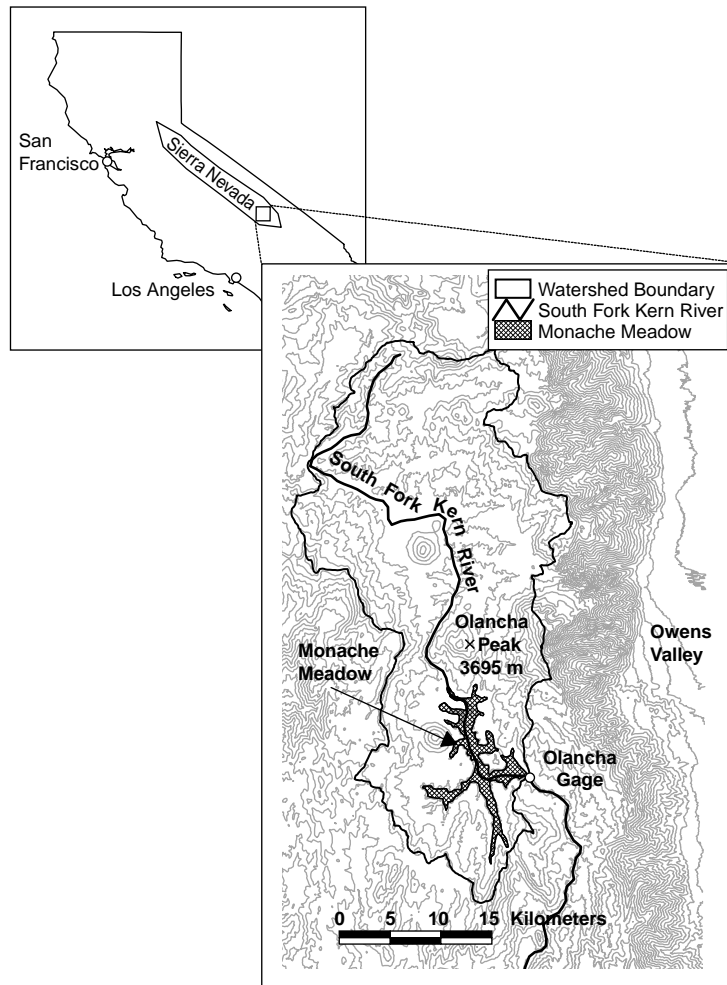 San
Francisco
Sierra Nevada
Los Angeles
Watershed Boundary
South Fork Kern River
Monache Meadow
South Fork Kern River
Olancha
Peak
3695 m
Monache
Meadow
Owens
Valley
Olancha
Gage
0 5 10 15 Kilometers